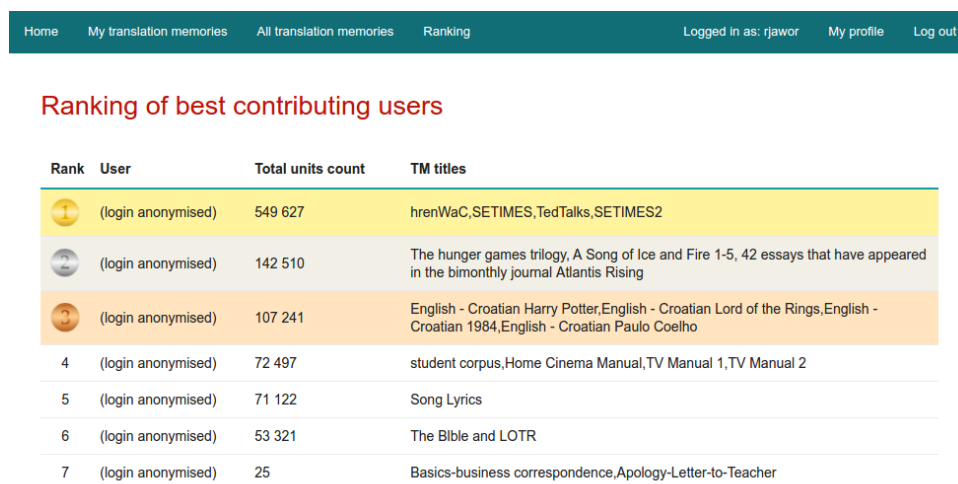 Home My translation memories All translation memories Ranking Logged in as: rjawor My profile Log out
Ranking of best contributing users
Rank User Total units count TM titles
1 (login anonymised) 549 627 hrenWaC,SETIMES,TedTalks,SETIMES2
2 (login anonymised) 142 510 The hunger games trilogy, A Song of Ice and Fire 1-5, 42 essays that have appeared
in the bimonthly journal Atlantis Rising
3 (login anonymised) 107 241 English - Croatian Harry Potter,English - Croatian Lord of the Rings,English -
Croatian 1984,English - Croatian Paulo Coelho
4 (login anonymised) 72 497 student corpus,Home Cinema Manual,TV Manual 1,TV Manual 2
5 (login anonymised) 71 122 Song Lyrics
6 (login anonymised) 53 321 The BIble and LOTR
7 (login anonymised) 25 Basics-business correspondence,Apology-Letter-to-Teacher